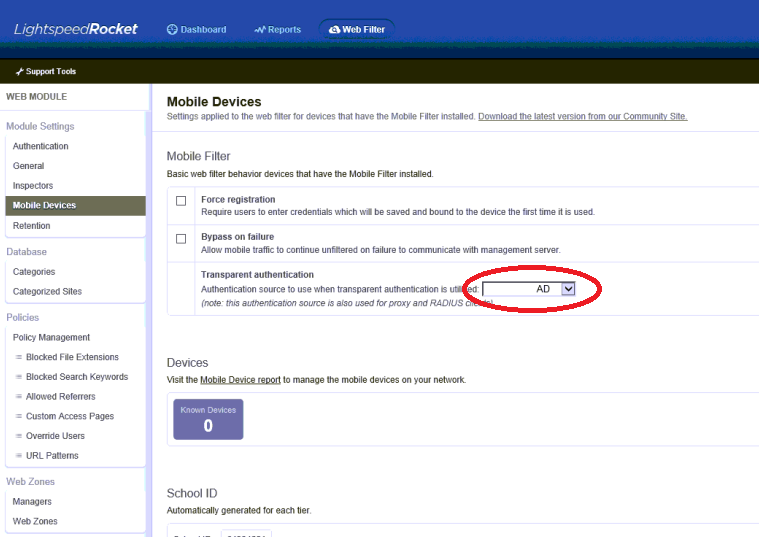 LightspeedRocket
Dashboard
Reports
Web Filter
Support Tools
WEB MODULE
Module Settings
Authentication
General
Inspectors
Mobile Devices
Retention
Database
Categories
Categorized Sites
Policies
Policy Management
Blocked File Extensions
Blocked Search Keywords
Allowed Referrers
Custom Access Pages
Override Users
URL Patterns
Web Zones
Managers
Web Zones
Mobile Devices
Settings applied to the web filter for devices that have the Mobile Filter installed. Download the latest version from our Community Site.
Mobile Filter
Basic web filter behavior devices that have the Mobile Filter installed.
Force registration
Require users to enter credentials which will be saved and bound to the device the first time it is used.
Bypass on failure
Allow mobile traffic to continue unfiltered on failure to communicate with management server.
Transparent authentication
Authentication source to use when transparent authentication is utilized: AD
(note: this authentication source is also used for proxy and RADIUS clients)
Devices
Visit the Mobile Device report to manage the mobile devices on your network.
Known Devices
0
School ID
Automatically generated for each tier.